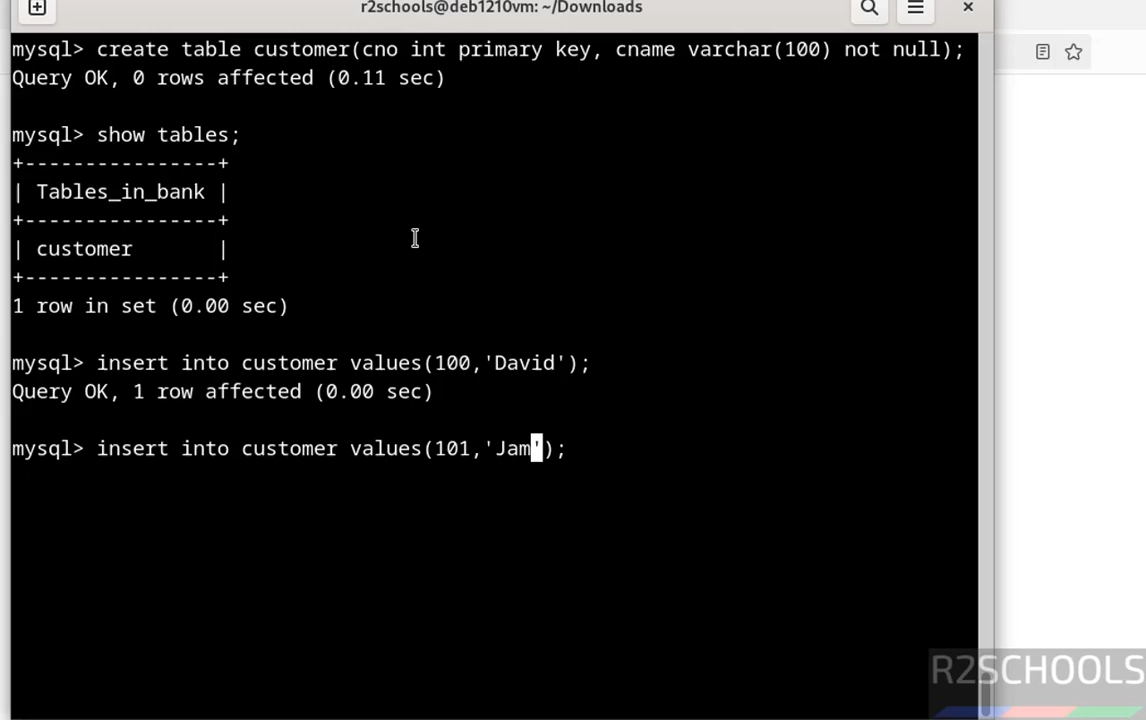 r2schools@deb1210vm: ~/Downloads
mysql> create table customer(cno int primary key, cname varchar(100) not null);
Query OK, 0 rows affected (0.11 sec)
mysql> show tables;
+----------------+
| Tables_in_bank |
+----------------+
| customer       |
+----------------+
1 row in set (0.00 sec)
mysql> insert into customer values(100,'David');
Query OK, 1 row affected (0.00 sec)
mysql> insert into customer values(101,'Jam');
R2SCHOOLS